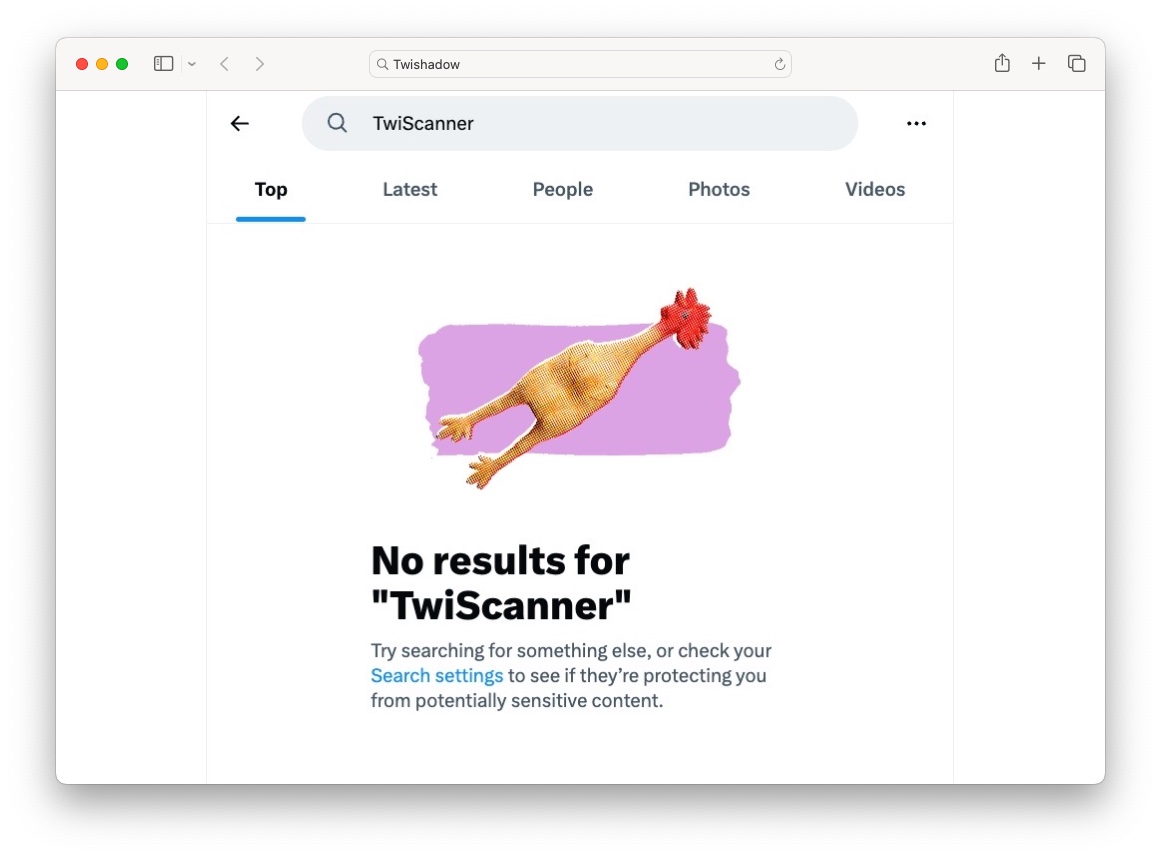 Twishadow
TwiScanner
Top Latest People Photos Videos
No results for
"TwiScanner"
Try searching for something else, or check your
Search settings to see if they’re protecting you
from potentially sensitive content.